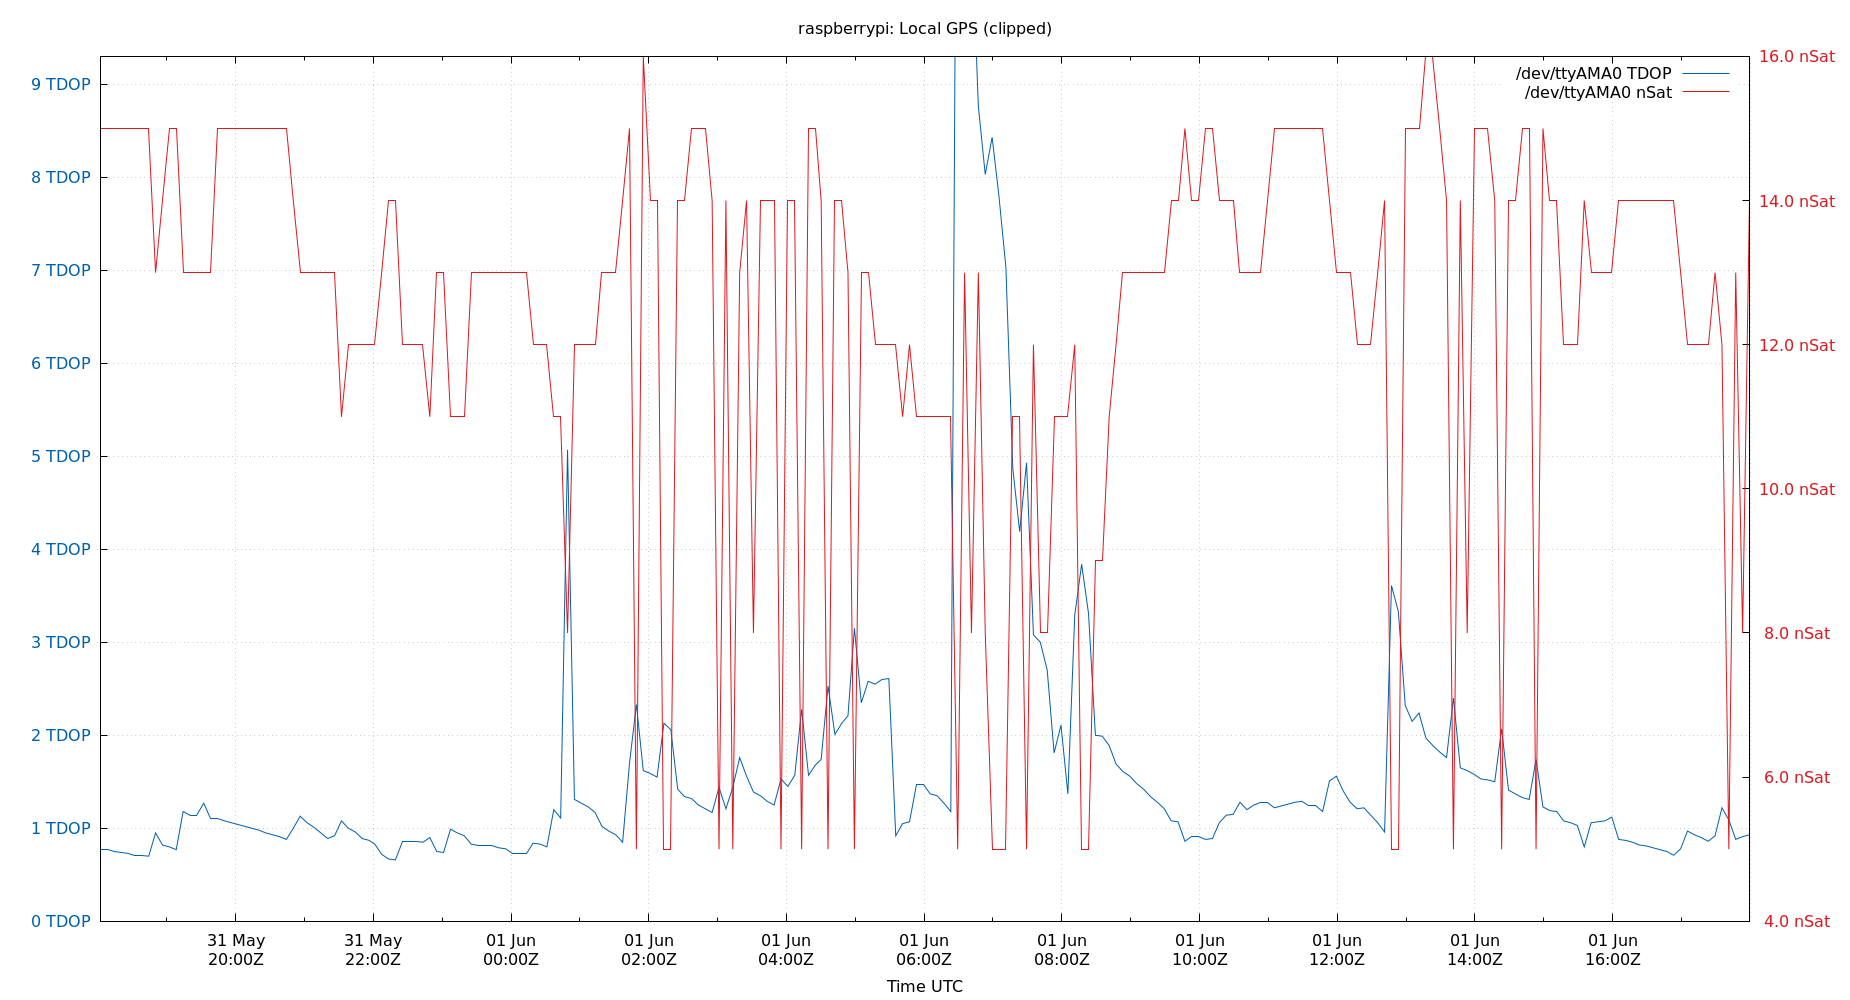 raspberrypi: Local GPS (clipped)
/dev/ttyAMA0 TDOP
/dev/ttyAMA0 nSat
9 TDOP
8 TDOP
7 TDOP
6 TDOP
5 TDOP
4 TDOP
3 TDOP
2 TDOP
1 TDOP
0 TDOP
16.0 nSat
14.0 nSat
12.0 nSat
10.0 nSat
8.0 nSat
6.0 nSat
4.0 nSat
31 May
20:00Z
31 May
22:00Z
01 Jun
00:00Z
01 Jun
02:00Z
01 Jun
04:00Z
01 Jun
06:00Z
01 Jun
08:00Z
01 Jun
10:00Z
01 Jun
12:00Z
01 Jun
14:00Z
01 Jun
16:00Z
Time UTC